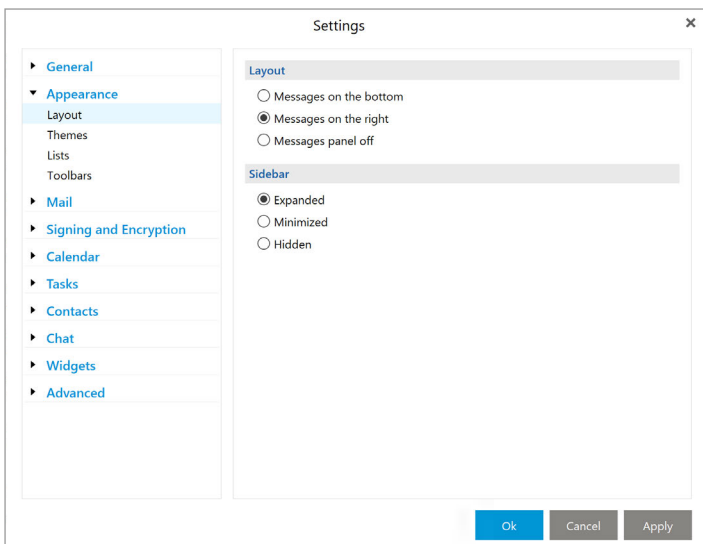 Settings
General
Appearance
Layout
Themes
Lists
Toolbars
Mail
Signing and Encryption
Calendar
Tasks
Contacts
Chat
Widgets
Advanced
Layout
Messages on the bottom
Messages on the right
Messages panel off
Sidebar
Expanded
Minimized
Hidden
Ok Cancel Apply